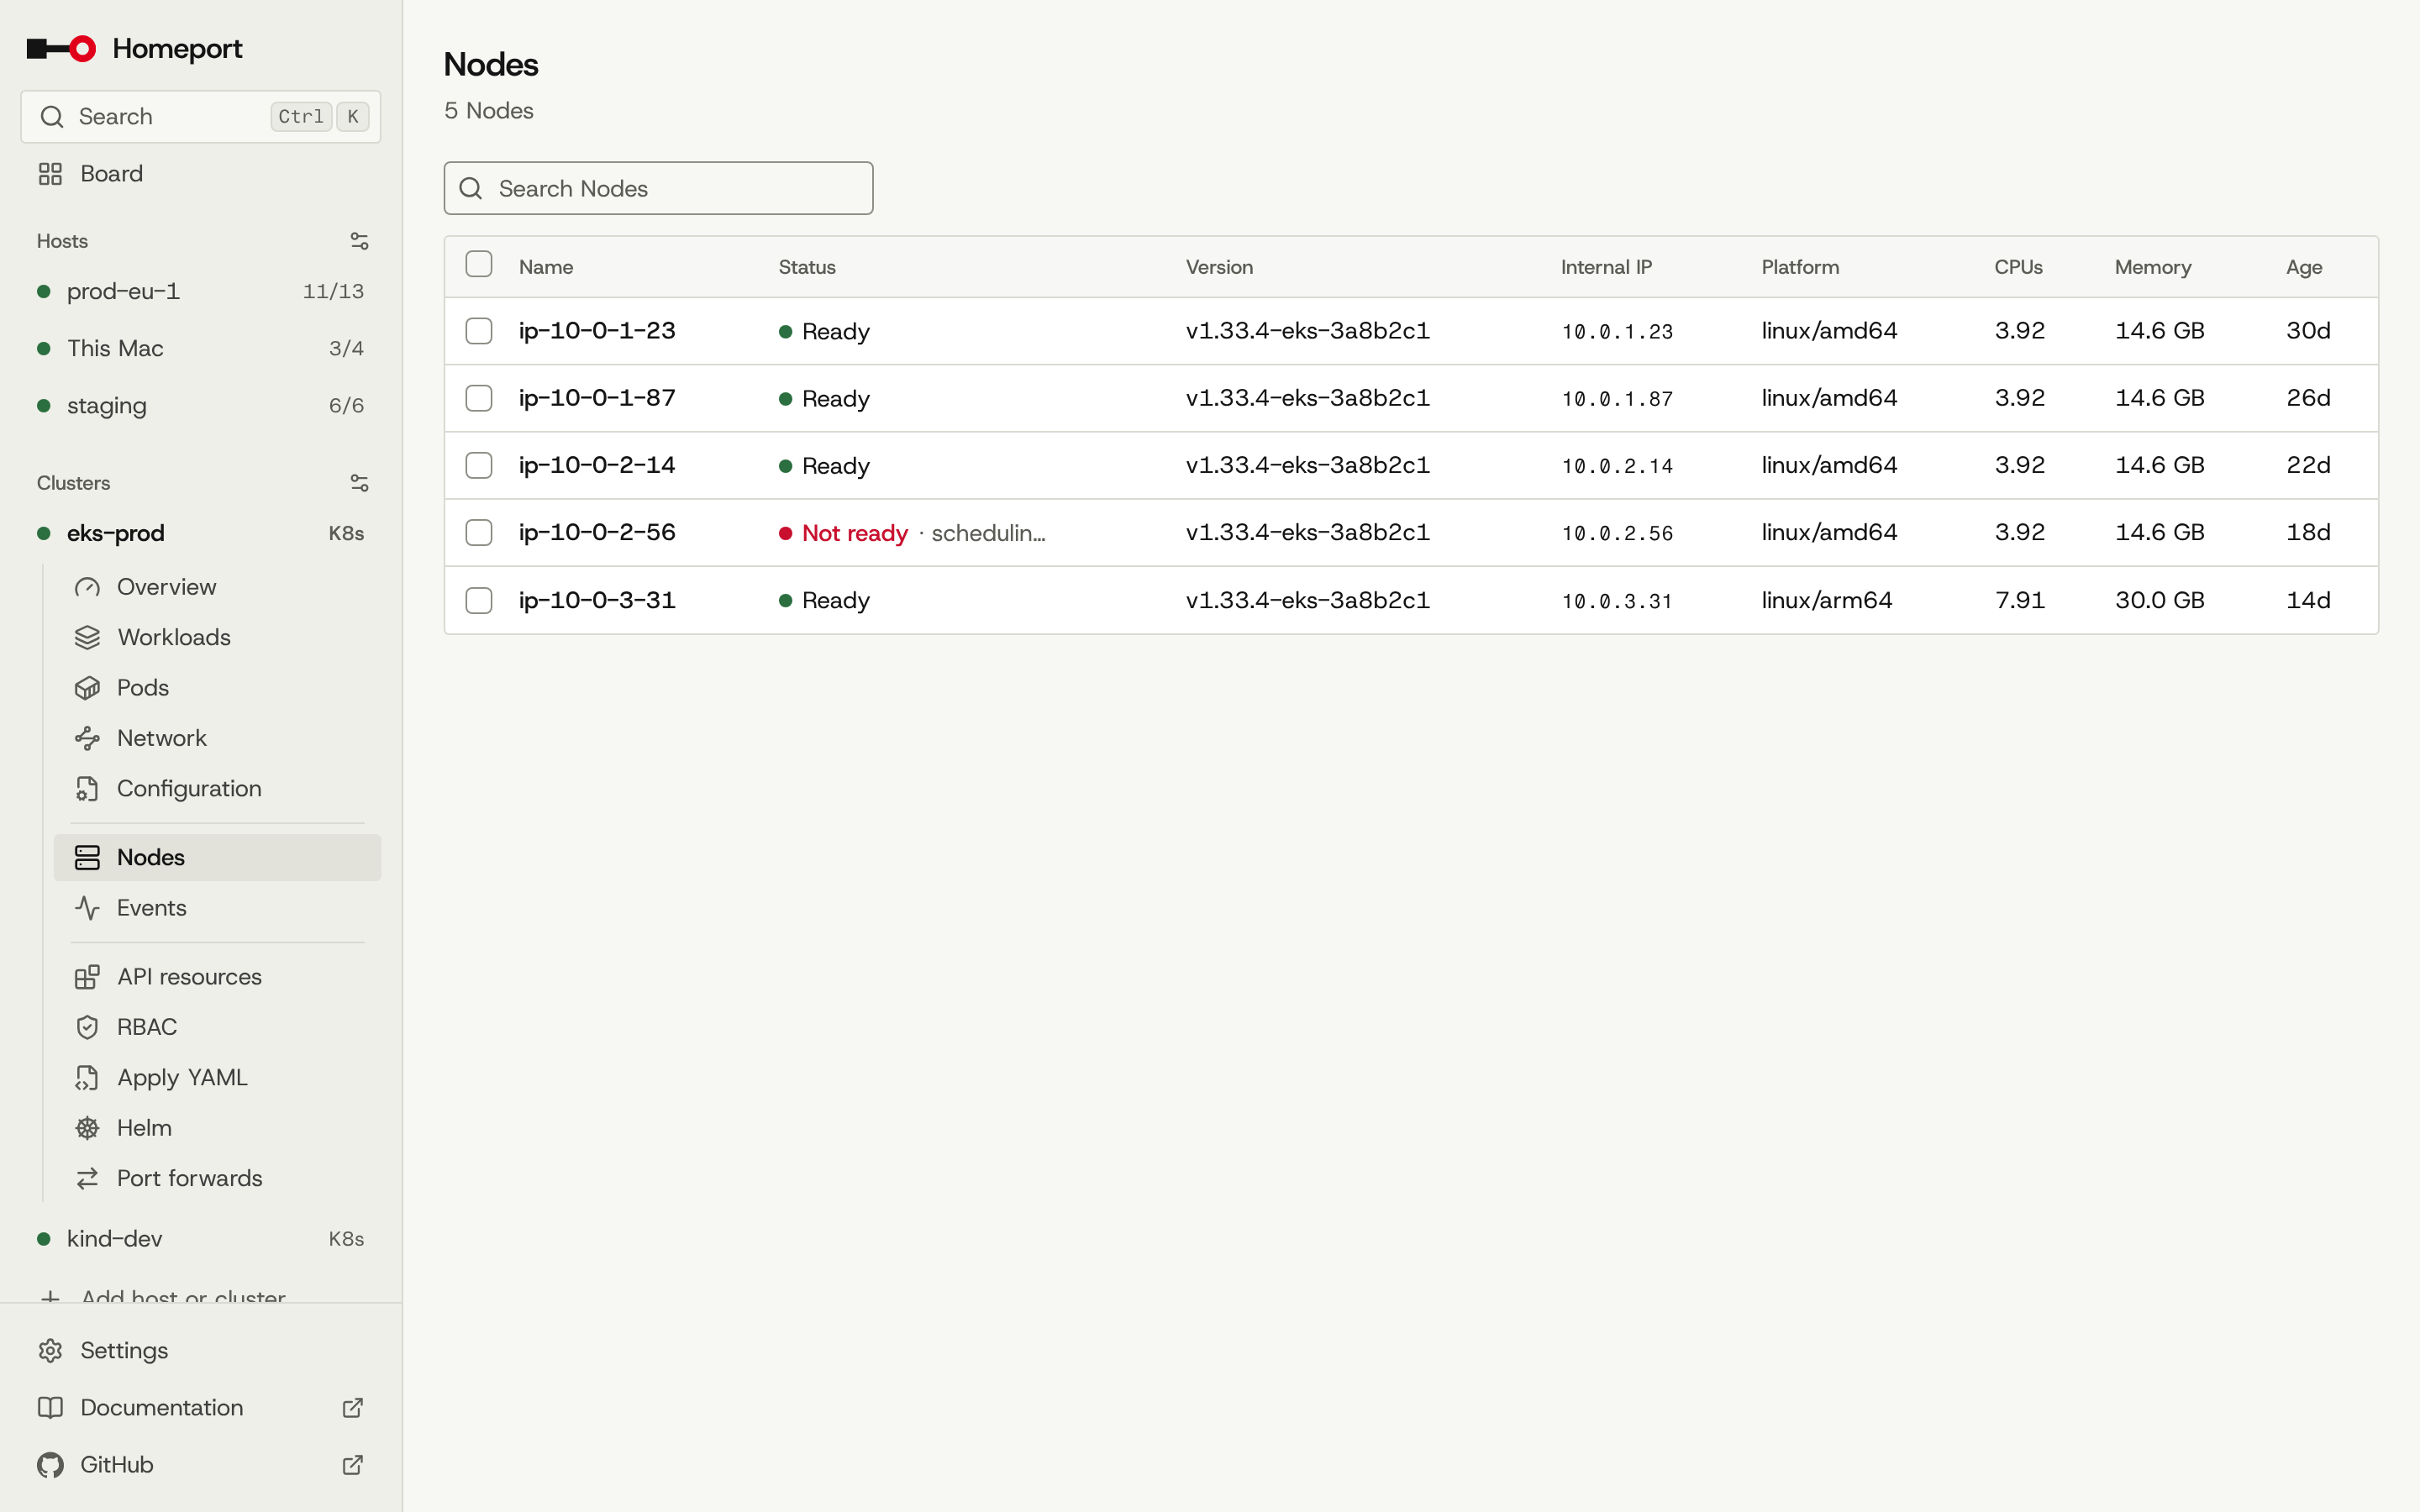 Homeport
Search Ctrl K
Board
Hosts
prod-eu-1 11/13
This Mac 3/4
staging 6/6
Clusters
eks-prod K8s
Overview
Workloads
Pods
Network
Configuration
Nodes
Events
API resources
RBAC
Apply YAML
Helm
Port forwards
kind-dev K8s
Add host or cluster
Settings
Documentation
GitHub
Nodes
5 Nodes
Search Nodes
Name Status Version Internal IP Platform CPUs Memory Age
ip-10-0-1-23 Ready v1.33.4-eks-3a8b2c1 10.0.1.23 linux/amd64 3.92 14.6 GB 30d
ip-10-0-1-87 Ready v1.33.4-eks-3a8b2c1 10.0.1.87 linux/amd64 3.92 14.6 GB 26d
ip-10-0-2-14 Ready v1.33.4-eks-3a8b2c1 10.0.2.14 linux/amd64 3.92 14.6 GB 22d
ip-10-0-2-56 Not ready · schedulin... v1.33.4-eks-3a8b2c1 10.0.2.56 linux/amd64 3.92 14.6 GB 18d
ip-10-0-3-31 Ready v1.33.4-eks-3a8b2c1 10.0.3.31 linux/arm64 7.91 30.0 GB 14d